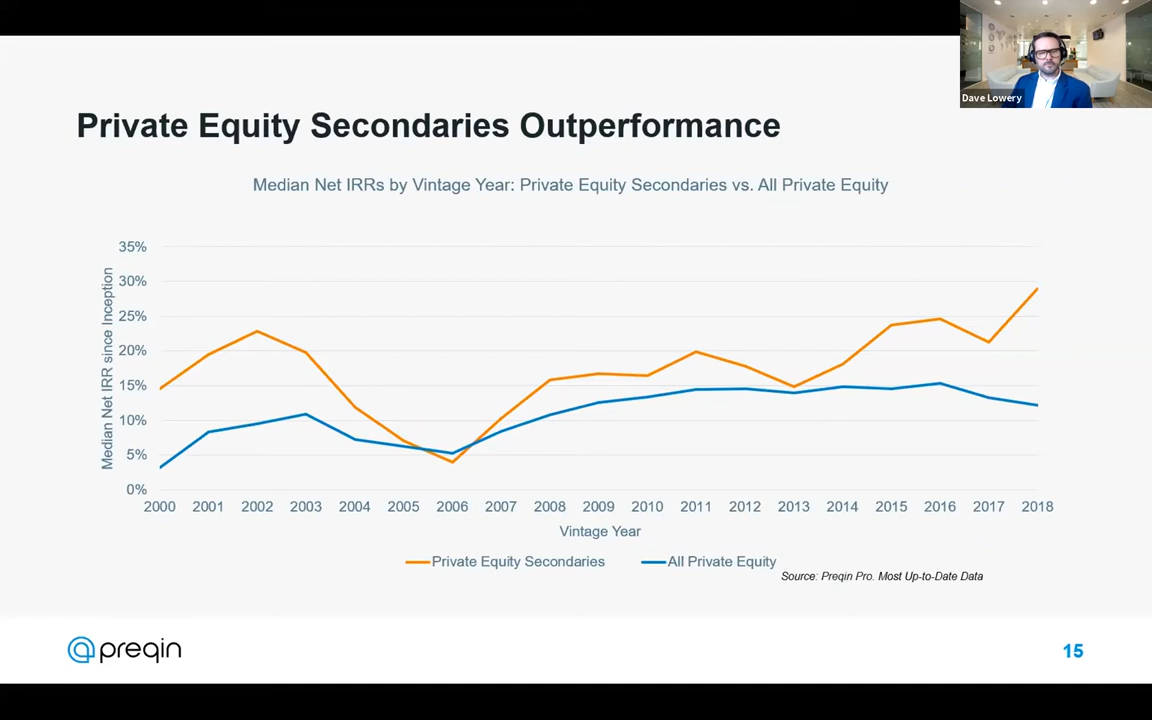 Dave Lowery
Private Equity Secondaries Outperformance
Median Net IRRs by Vintage Year: Private Equity Secondaries vs. All Private Equity
35%
30%
25%
20%
15%
10%
5%
0%
Median Net IRR since Inception
2000 2001 2002 2003 2004 2005 2006 2007 2008 2009 2010 2011 2012 2013 2014 2015 2016 2017 2018
Vintage Year
Private Equity Secondaries All Private Equity
Source: Preqin Pro. Most Up-to-Date Data
preqin
15